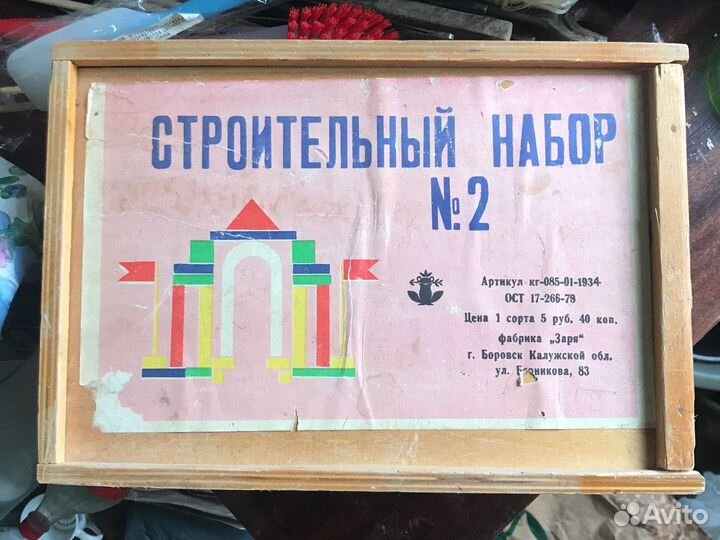 СТРОИТЕЛЬНЫЙ НАБОР
№2
Артикул кг-085-01-1934
ОСТ 17-266-79
Цена 1 сорта 5 руб. 40 коп.
фабрика „Заря"
г. Боровск Калужской обл.
ул. 83
Avito